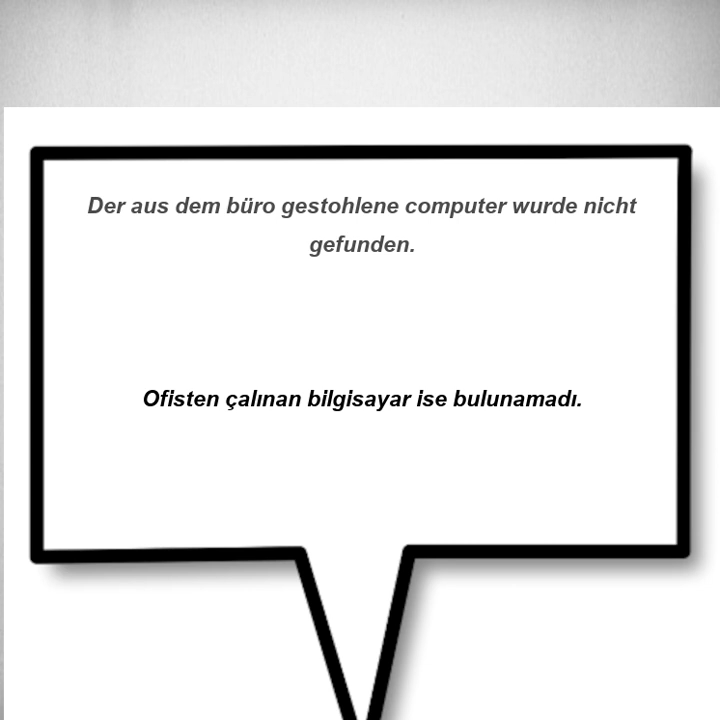 Der aus dem büro gestohlene computer wurde nicht
gefunden.
Ofisten çalınan bilgisayar ise bulunamadı.